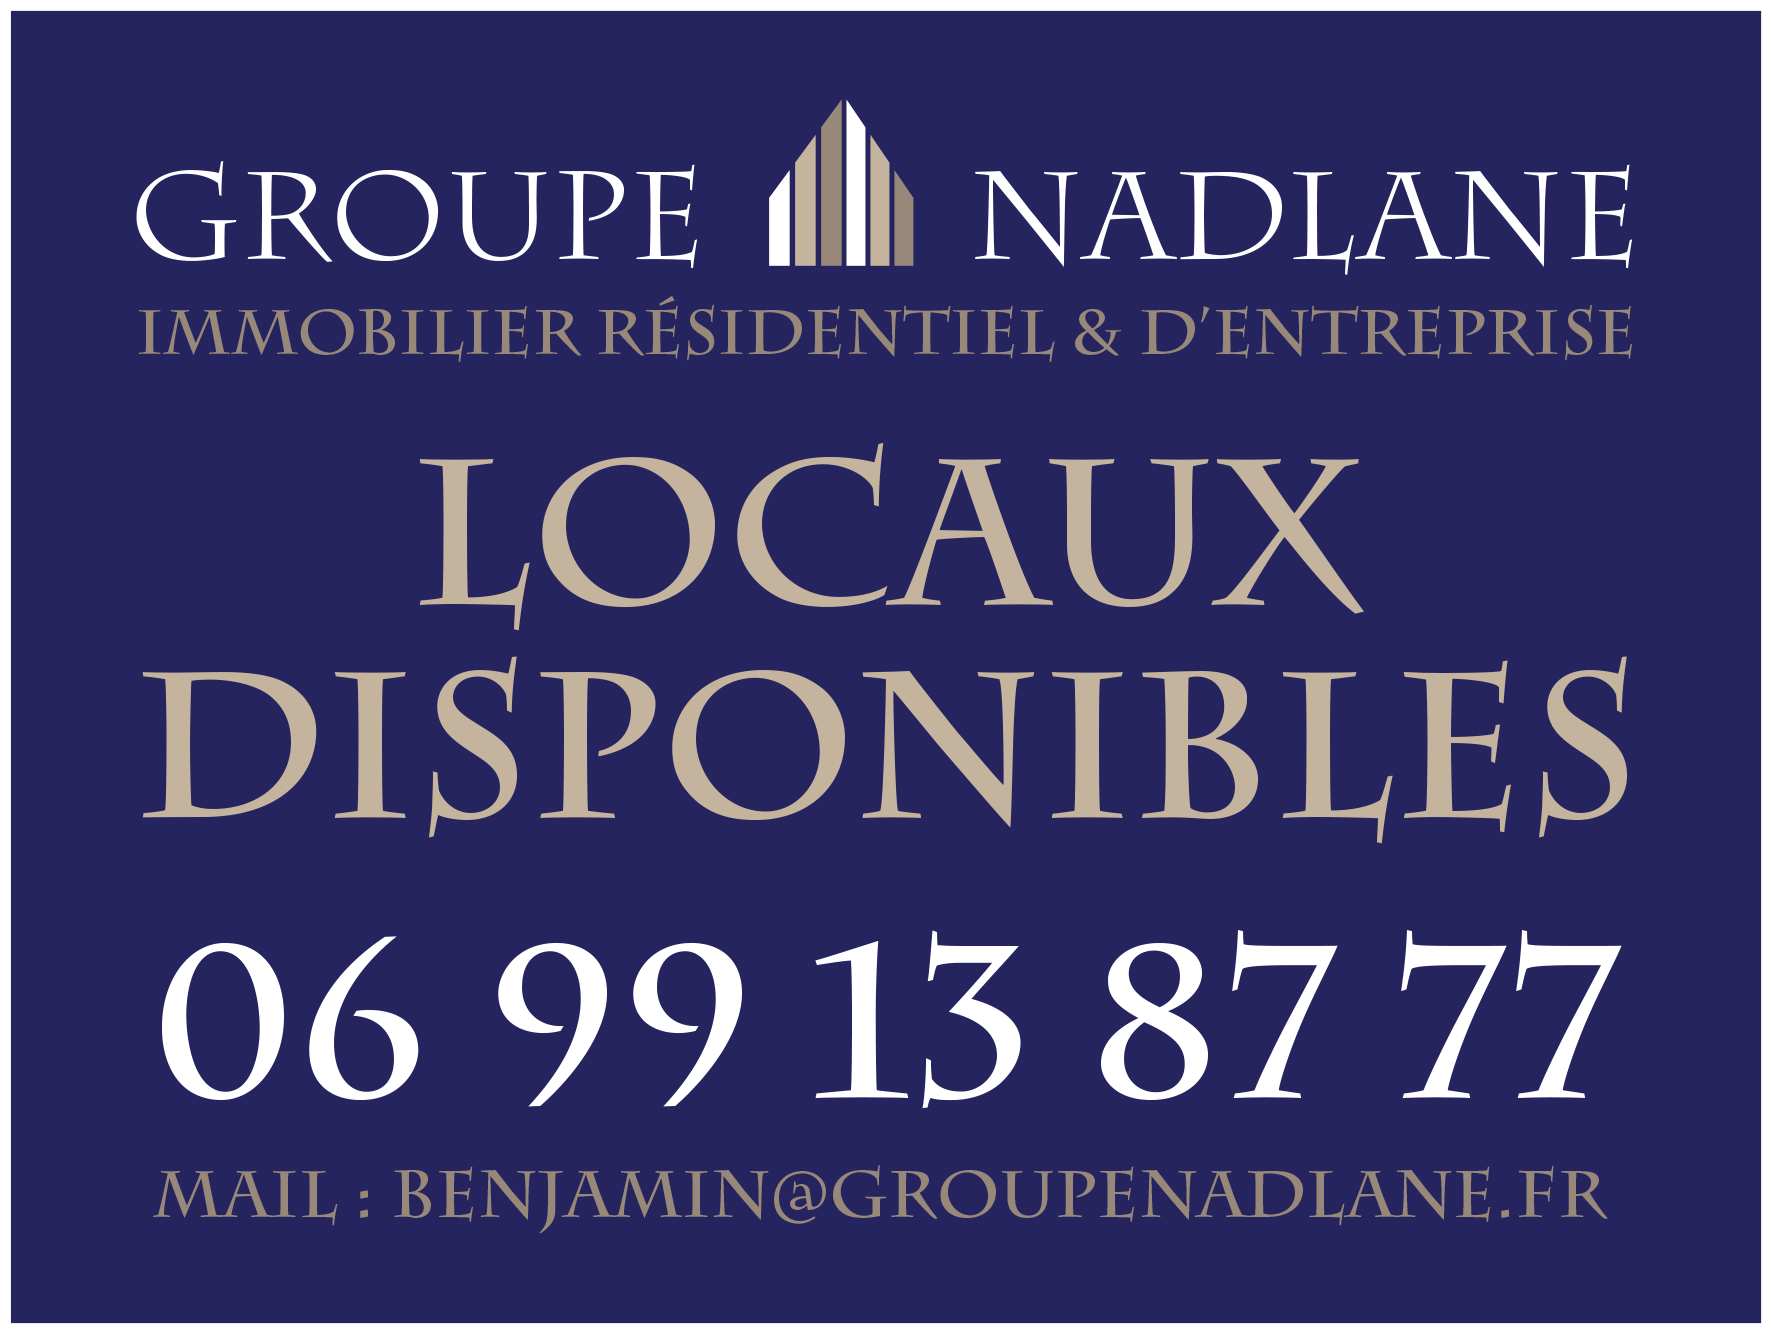 GROUPE NADLANE
IMMOBILIER RÉSIDENTIEL & D'ENTREPRISE
LOCAUX
DISPONIBLES
06 99 13 87 77
MAIL : BENJAMIN@GROUPENADLANE.FR